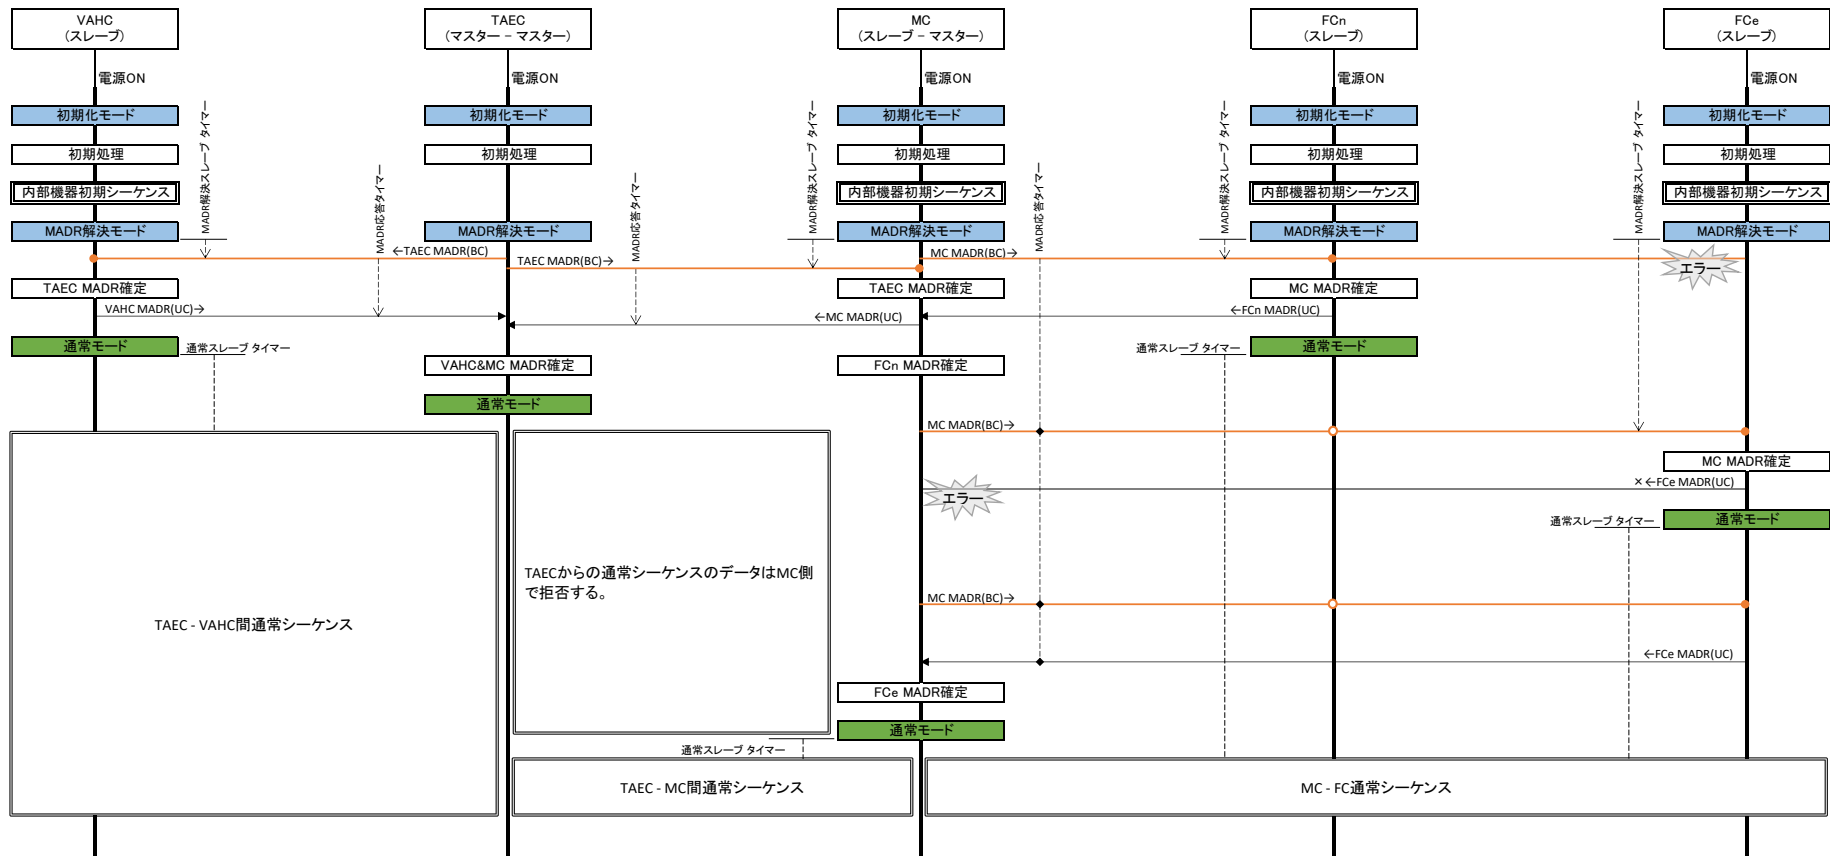 VAHC
(スレーブ)
TAEC
(マスター – マスター)
MC
(スレーブ – マスター)
FCn
(スレーブ)
FCe
(スレーブ)
電源ON
電源ON
電源ON
電源ON
電源ON
初期化モード
初期化モード
初期化モード
初期化モード
初期化モード
初期処理
初期処理
初期処理
初期処理
初期処理
内部機器初期シーケンス
内部機器初期シーケンス
内部機器初期シーケンス
内部機器初期シーケンス
MADR解決スレーブ タイマー
MADR応答タイマー
MADR応答タイマー
MADR解決スレーブ タイマー
MADR応答タイマー
MADR解決スレーブ タイマー
MADR解決スレーブ タイマー
MADR解決モード
MADR解決モード
MADR解決モード
MADR解決モード
MADR解決モード
←TAEC MADR(BC)
TAEC MADR(BC)→
MC MADR(BC)→
エラー
TAEC MADR確定
TAEC MADR確定
MC MADR確定
VAHC MADR(UC)→
←MC MADR(UC)
←FCn MADR(UC)
通常モード
通常スレーブ タイマー
通常スレーブ タイマー
通常モード
VAHC&MC MADR確定
FCn MADR確定
通常モード
MC MADR(BC)→
MC MADR確定
エラー
×←FCe MADR(UC)
通常スレーブ タイマー
通常モード
TAECからの通常シーケンスのデータはMC側
で拒否する。
MC MADR(BC)→
TAEC - VAHC間通常シーケンス
←FCe MADR(UC)
FCe MADR確定
通常モード
通常スレーブ タイマー
TAEC - MC間通常シーケンス
MC - FC通常シーケンス